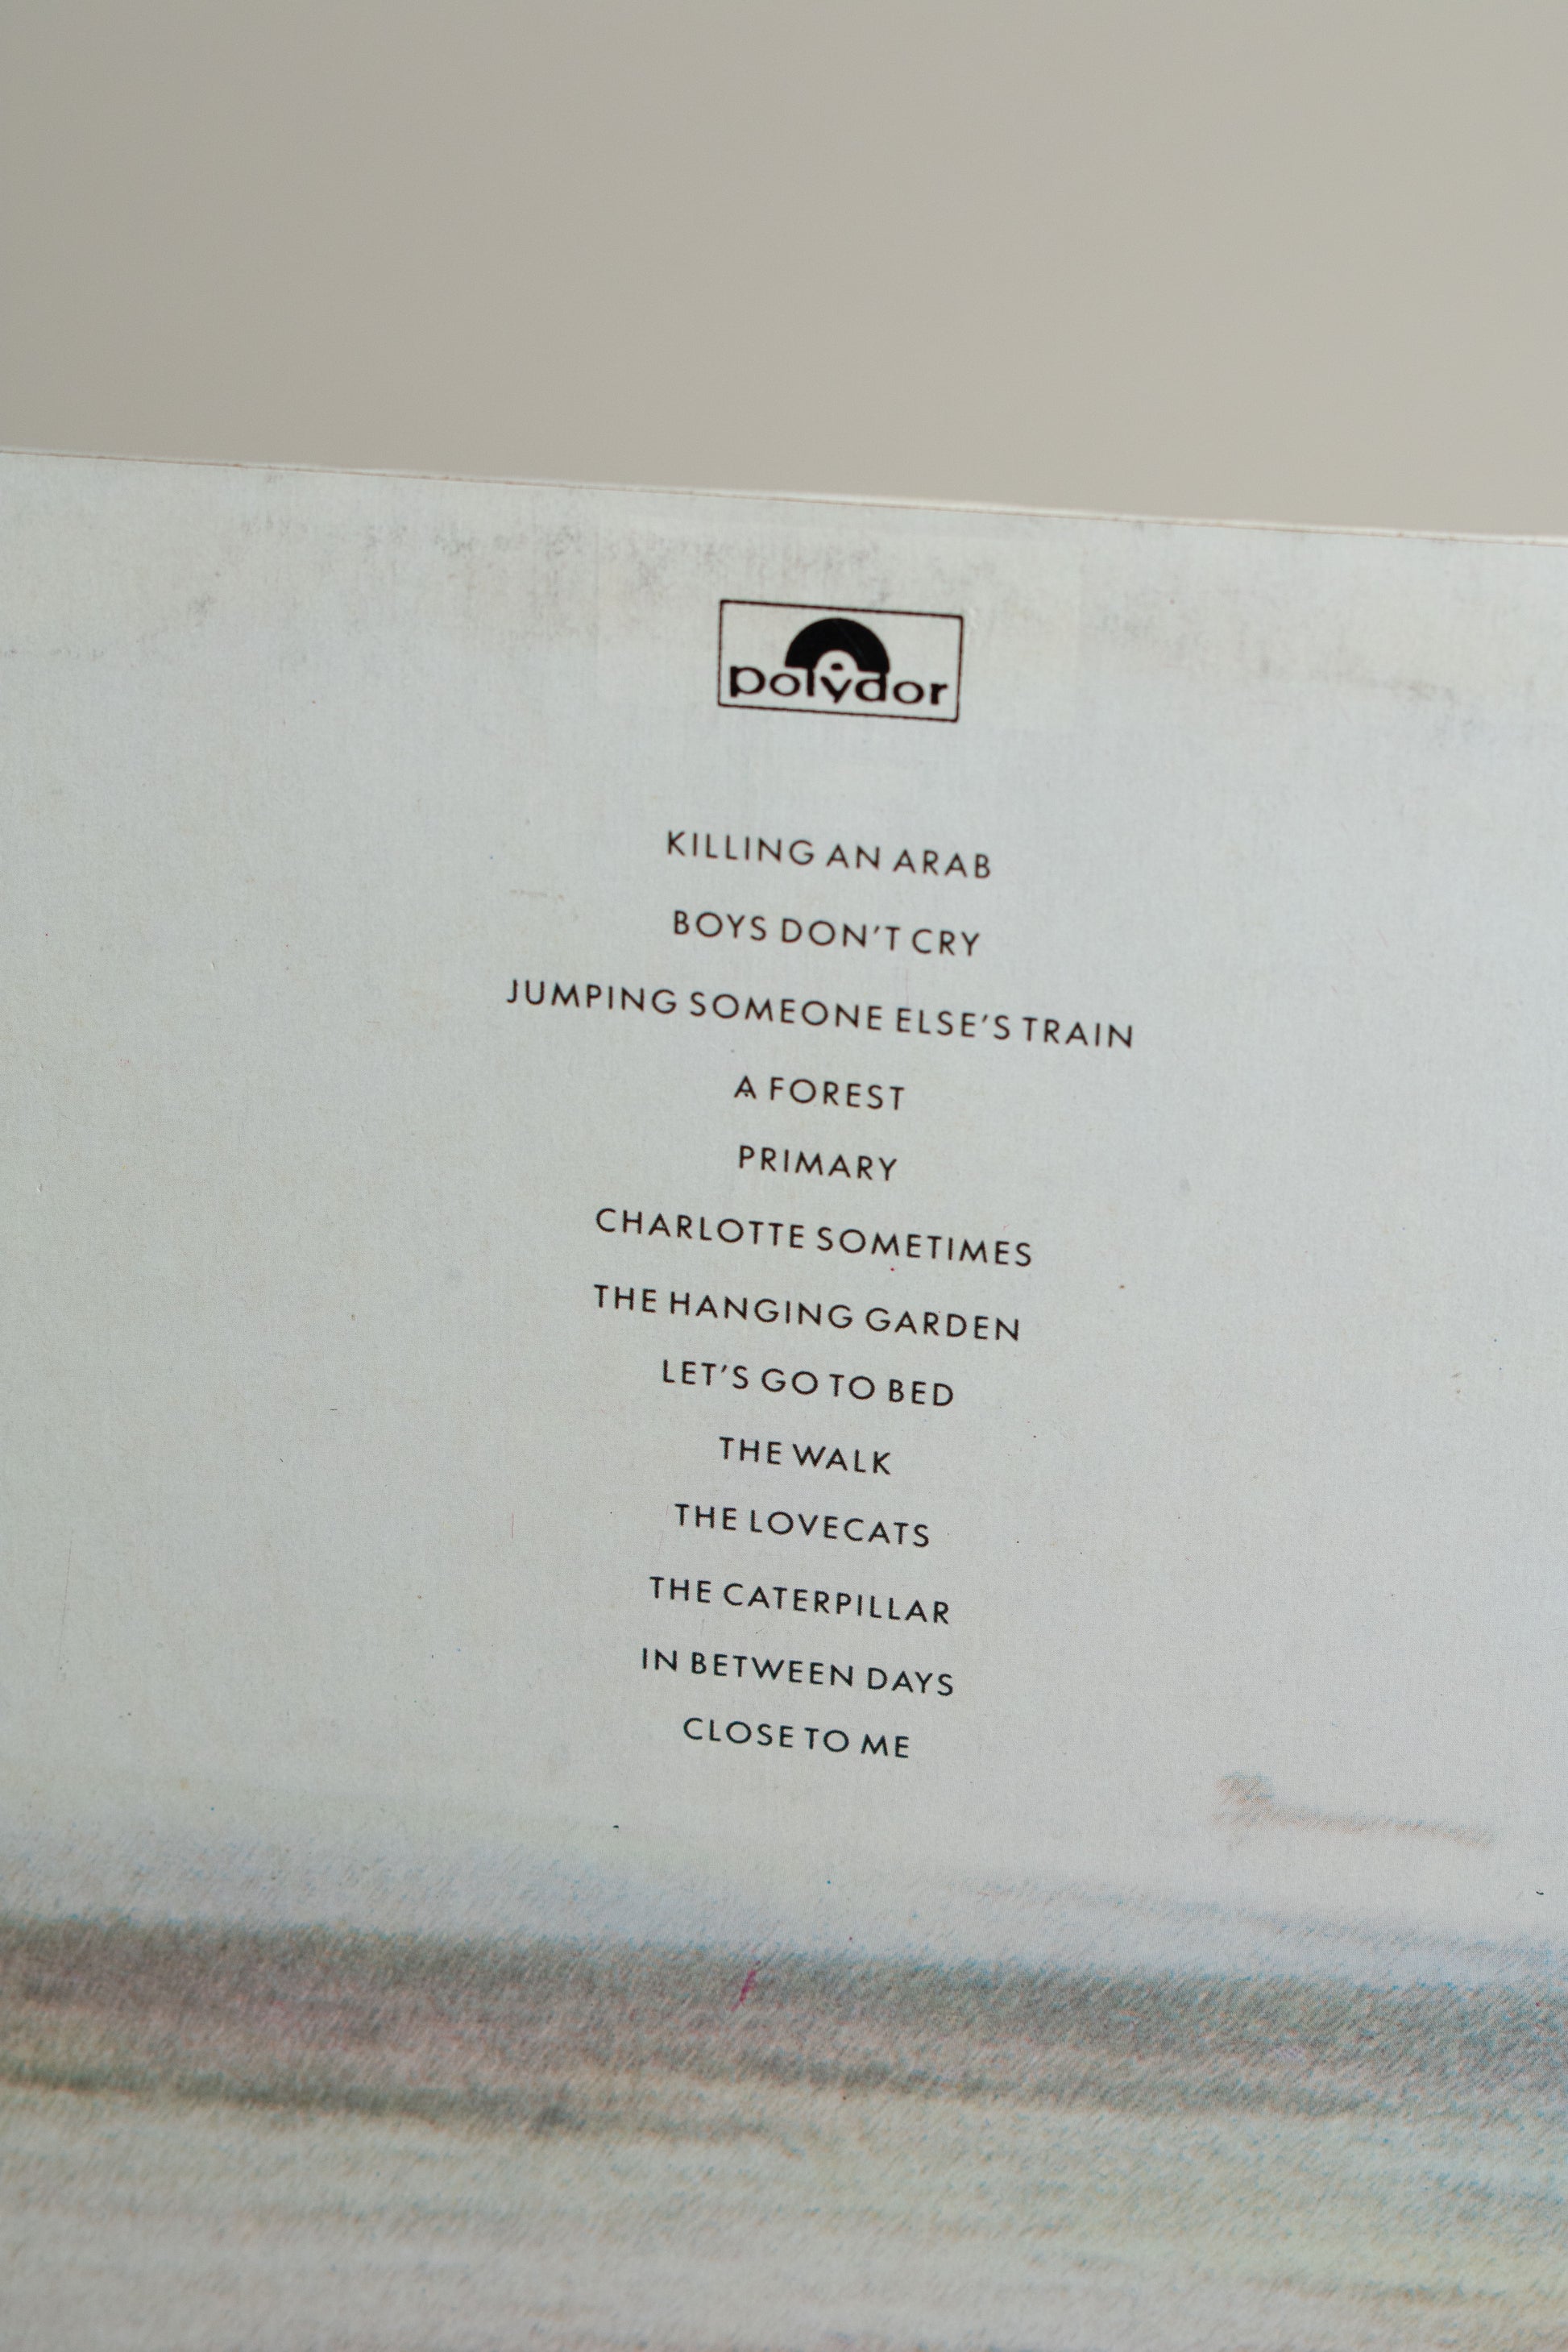 polydor
KILLING AN ARAB
BOYS DON'T CRY
JUMPING SOMEONE ELSE'S TRAIN
A FOREST
PRIMARY
CHARLOTTE SOMETIMES
THE HANGING GARDEN
LET'S GO TO BED
THE WALK
THE LOVECATS
THE CATERPILLAR
IN BETWEEN DAYS
CLOSE TO ME